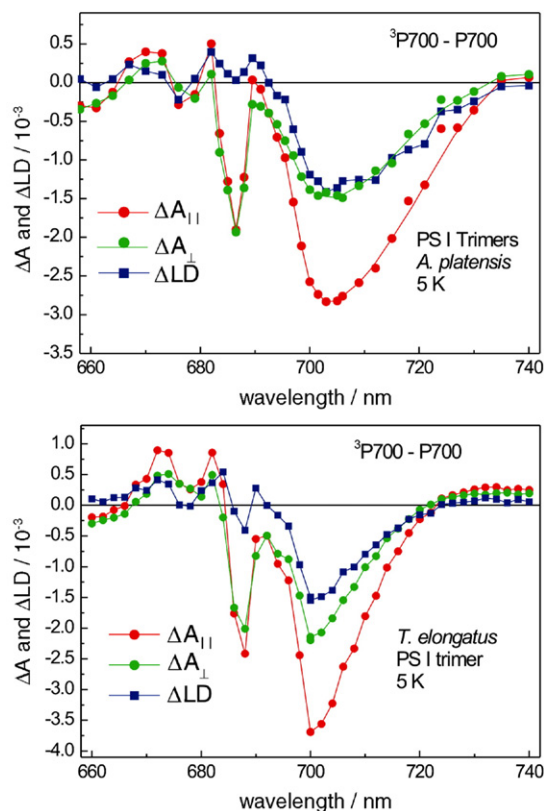 ³P700 - P700
0.5
0.0
-0.5
-1.0
-1.5
-2.0
-2.5
-3.0
-3.5
ΔA and ΔLD / 10⁻³
ΔA||
ΔA⊥
ΔLD
PS I Trimers
A. platensis
5 K
660 680 700 720 740
wavelength / nm
³P700 - P700
1.0
0.5
0.0
-0.5
-1.0
-1.5
-2.0
-2.5
-3.0
-3.5
-4.0
ΔA and ΔLD / 10⁻³
ΔA||
ΔA⊥
ΔLD
T. elongatus
PS I trimer
5 K
660 680 700 720 740
wavelength / nm